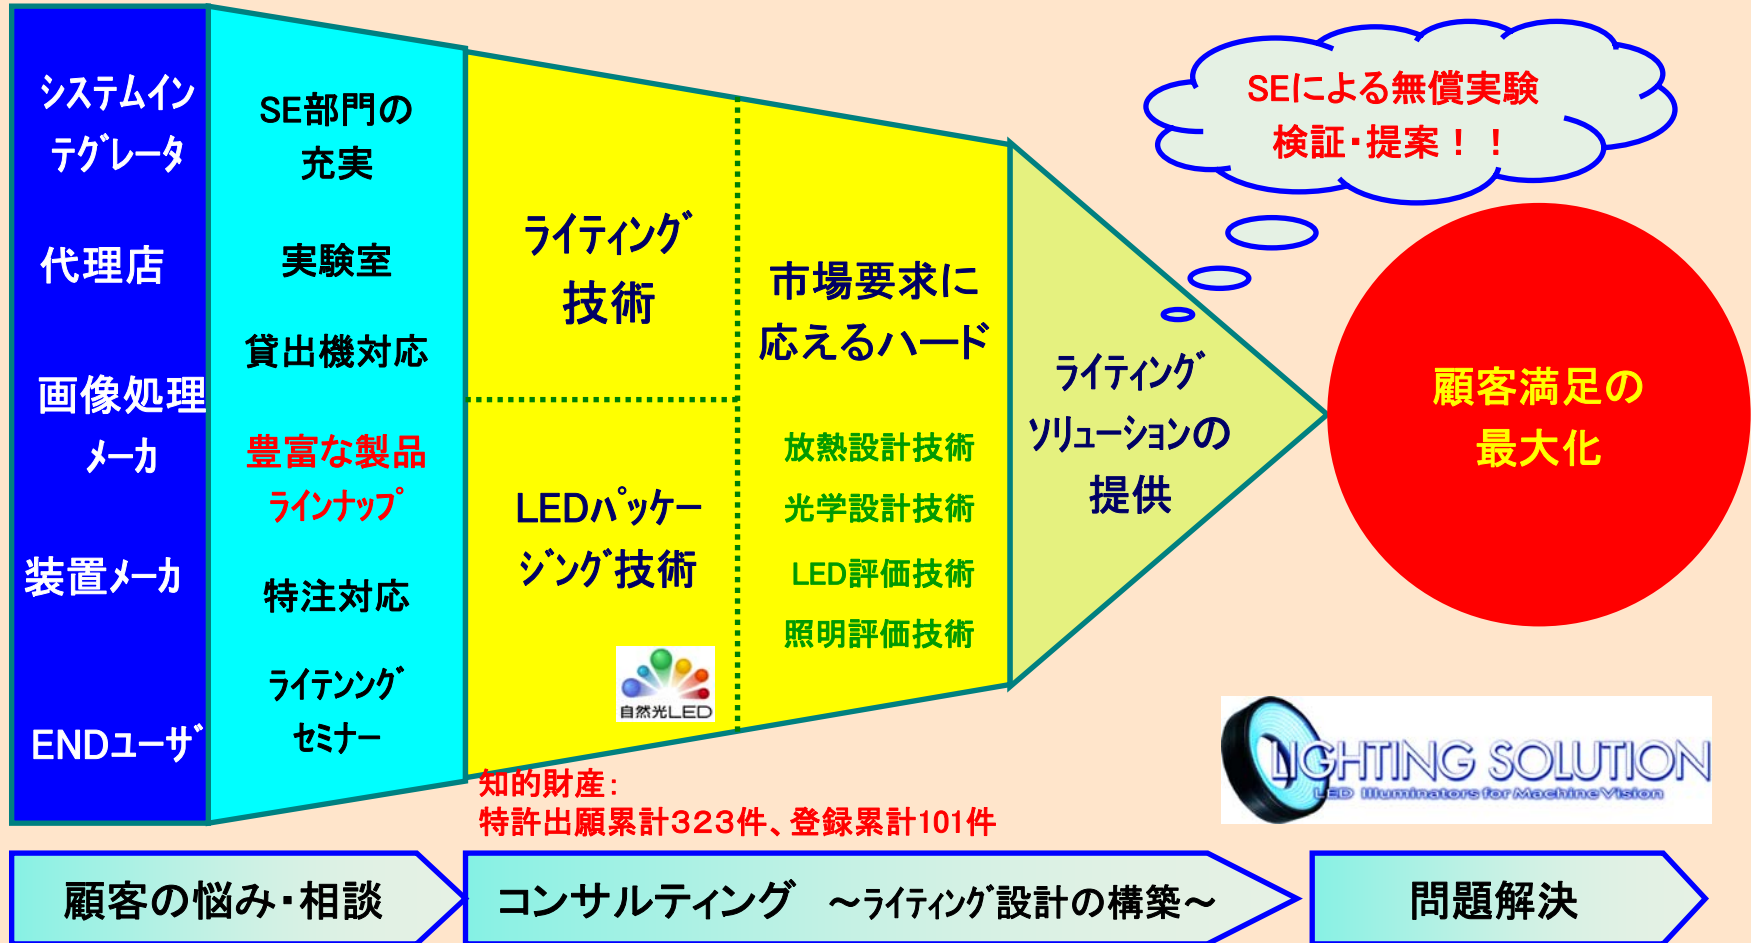 システムイン
テグレータ
代理店
画像処理
メーカ
装置メーカ
ENDユーザ
SE部門の
充実
実験室
貸出機対応
豊富な製品
ラインナップ
特注対応
ライテンング
セミナー
ライティング
技術
LEDパッケー
ジング技術
自然光LED
市場要求に
応えるハード
放熱設計技術
光学設計技術
LED評価技術
照明評価技術
ライティング
ソリューションの
提供
SEによる無償実験
検証・提案！！
顧客満足の
最大化
知的財産：
特許出願累計323件、登録累計101件
LIGHTING SOLUTION
LED Illuminators for Machine Vision
顧客の悩み・相談
コンサルティング ～ライティング設計の構築～
問題解決